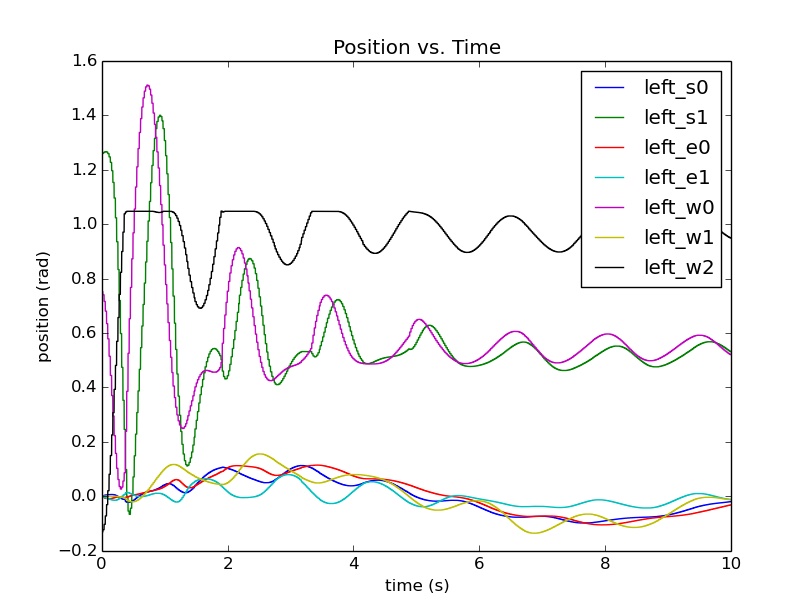 Position vs. Time
1.6
1.4
1.2
1.0
0.8
0.6
0.4
0.2
0.0
−0.2
position (rad)
left_s0
left_s1
left_e0
left_e1
left_w0
left_w1
left_w2
0 2 4 6 8 10
time (s)